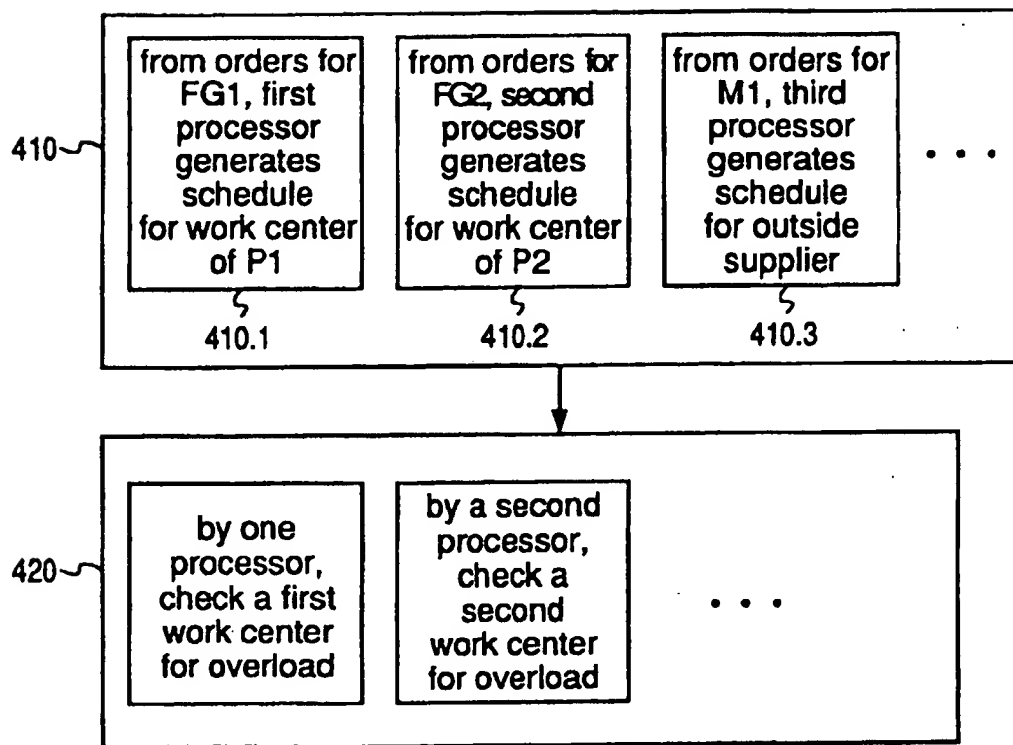 from orders for
FG1, first
processor
generates
schedule
for work center
of P1
from orders for
FG2, second
processor
generates
schedule
for work center
of P2
from orders for
M1, third
processor
generates
schedule
for outside
supplier
• • •
410
410.1
410.2
410.3
by one
processor,
check a first
work center
for overload
by a second
processor,
check a
second
work center
for overload
• • •
420